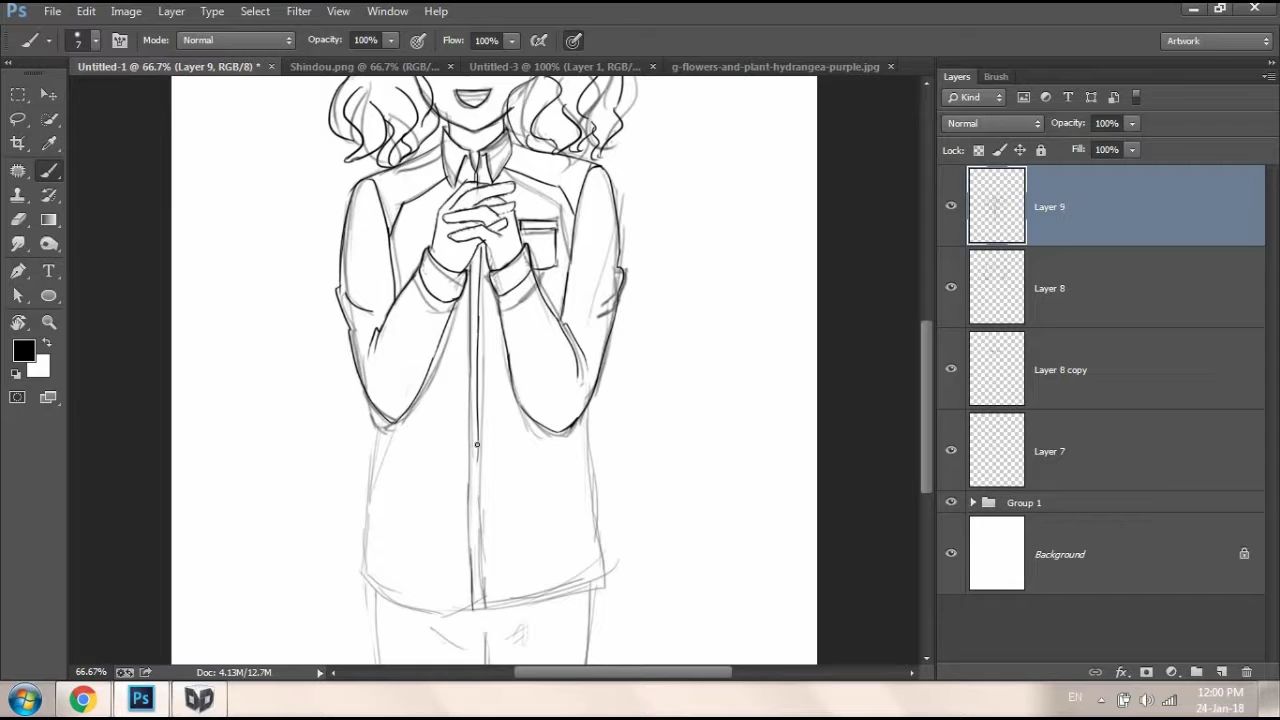 Ps File Edit Image Layer Type Select Filter 3D View Window Help
7 Mode: Normal Opacity: 100% Flow: 100% Artwork
Untitled-1 @ 66.7% (Layer 9, RGB/8) * × Shindou.png @ 66.7% (RGB/... × Untitled-3 @ 100% (Layer 1, RGB/... × g-flowers-and-plant-hydrangea-purple.jpg ×
Layers Brush
Kind
Normal Opacity: 100%
Lock: Fill: 100%
Layer 9
Layer 8
Layer 8 copy
Layer 7
Group 1
Background
66.67% Doc: 4.13M/12.7M
Ps EN 12:00 PM
24-Jan-18